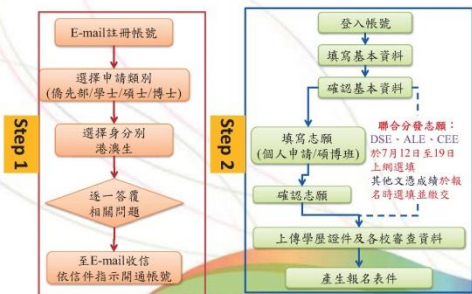 Step 1
E-mail註冊帳號
選擇申請類別
(僑先部/學士/碩士/博士)
選擇身分別
港澳生
逐一答覆
相關問題
至E-mail收信
依信件指示開通帳號
Step 2
登入帳號
填寫基本資料
確認基本資料
填寫志願
(個人申請/碩博班)
確認志願
聯合分發志願：
DSE、ALE、CEE
於7月12日至19日
上網選填
其他文憑成績於報
名時選填並繳交
上傳學歷證件及各校審查資料
產生報名表件